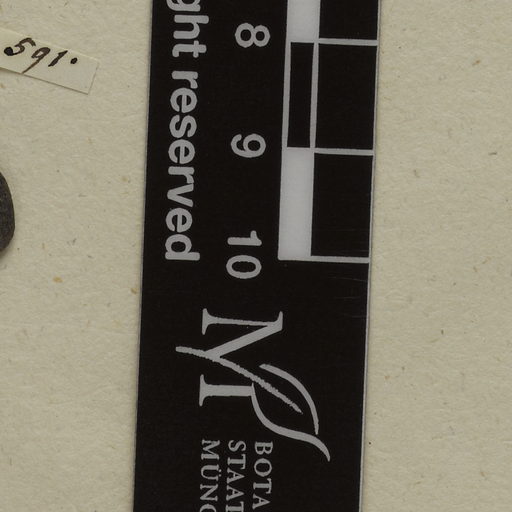 591.
ght reserved
8
9
10
M
BOTA
STAAT
MÜNC